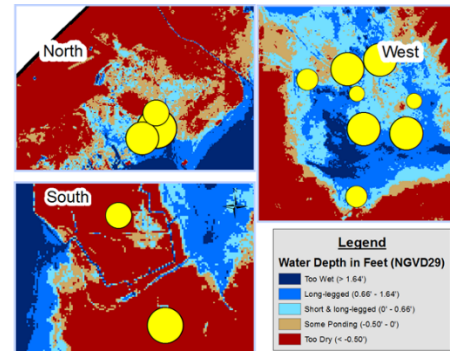 North
West
South
Legend
Water Depth in Feet (NGVD29)
Too Wet (> 1.64')
Long-legged (0.66' - 1.64')
Short & long-legged (0' - 0.66')
Some Ponding (-0.50' - 0')
Too Dry (< -0.50')